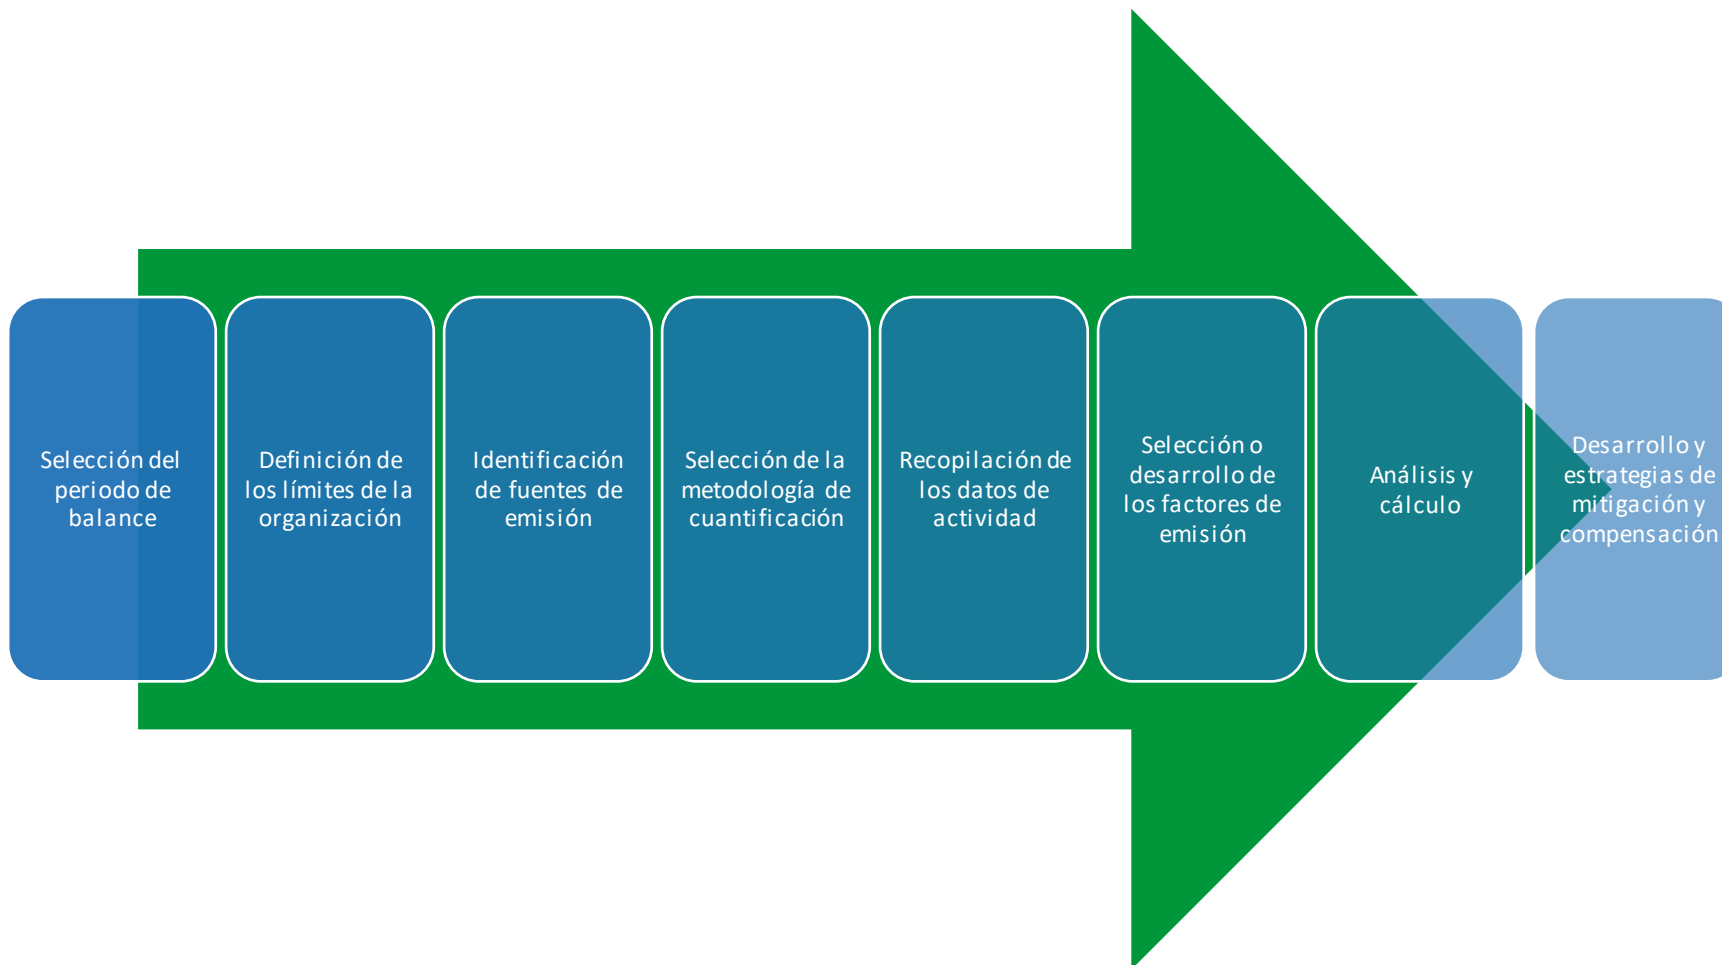 Selección del
periodo de
balance
Definición de
los límites de la
organización
Identificación
de fuentes de
emisión
Selección de la
metodología de
cuantificación
Recopilación de
los datos de
actividad
Selección o
desarrollo de
los factores de
emisión
Análisis y
cálculo
Desarrollo y
estrategias de
mitigación y
compensación